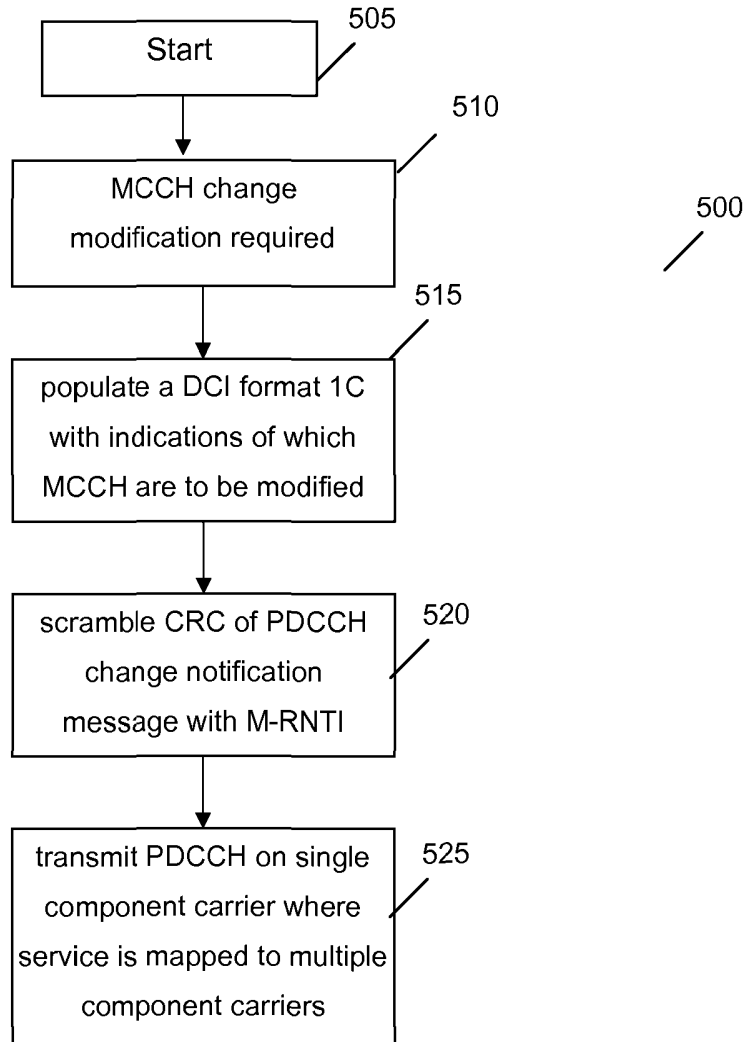 Start
505
510
MCCH change
modification required
500
515
populate a DCI format 1C
with indications of which
MCCH are to be modified
520
scramble CRC of PDCCH
change notification
message with M-RNTI
525
transmit PDCCH on single
component carrier where
service is mapped to multiple
component carriers